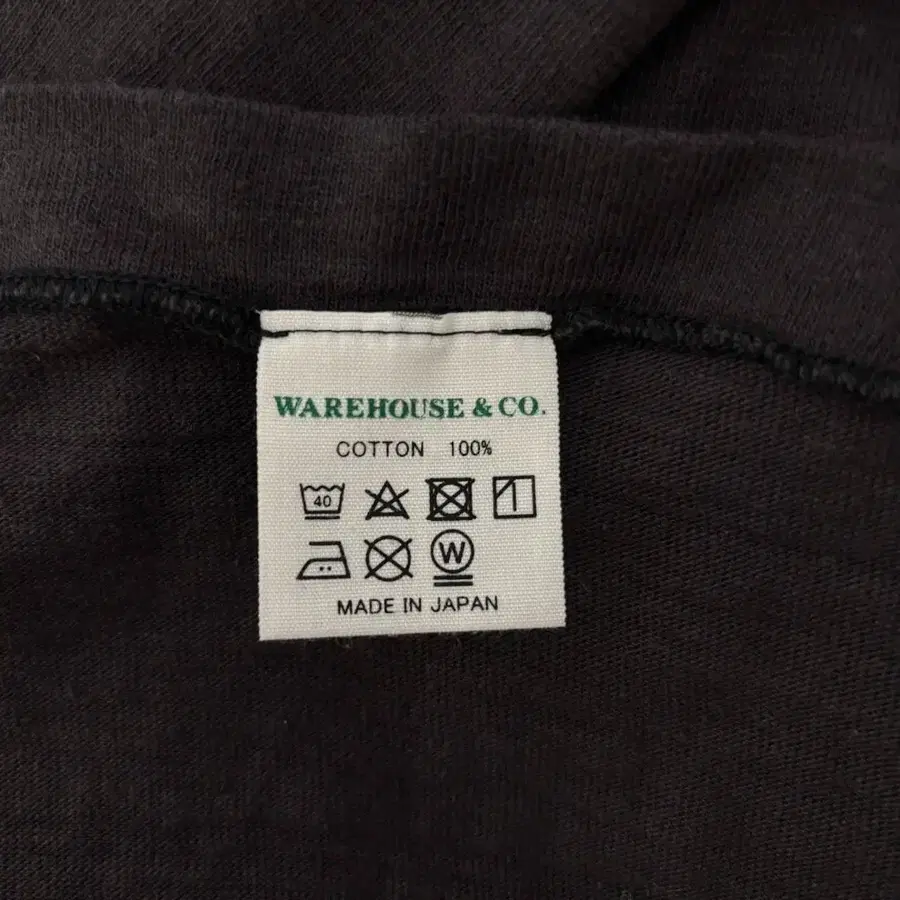 WAREHOUSE & CO.
COTTON 100%
40
W
MADE IN JAPAN